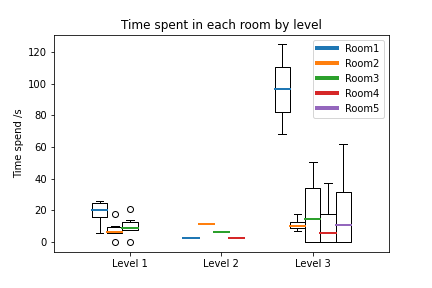 Time spent in each room by level
Time spend /s
120
100
80
60
40
20
0
Room1
Room2
Room3
Room4
Room5
Level 1
Level 2
Level 3